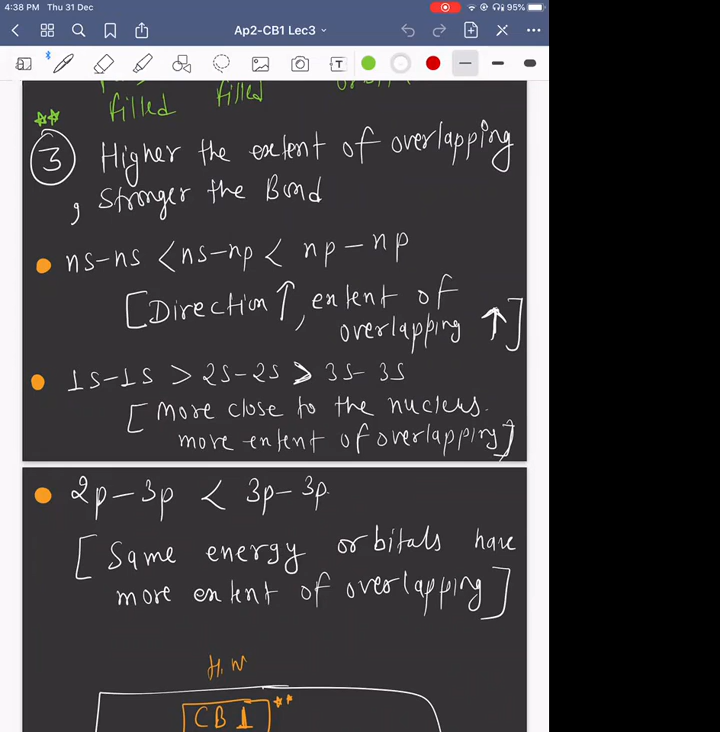 4:38 PM Thu 31 Dec
95%
Ap2-CB1 Lec3
filled filled
3 Higher the extent of overlapping
, stronger the Bond
ns-ns < ns-np < np-np
[Direction ↑, extent of
overlapping ↑]
1s-1s > 2s-2s > 3s-3s
[More close to the nucleus.
more extent of overlapping]
2p-3p < 3p-3p.
[Same energy orbitals have
more extent of overlapping]
H.W
CB 1 **